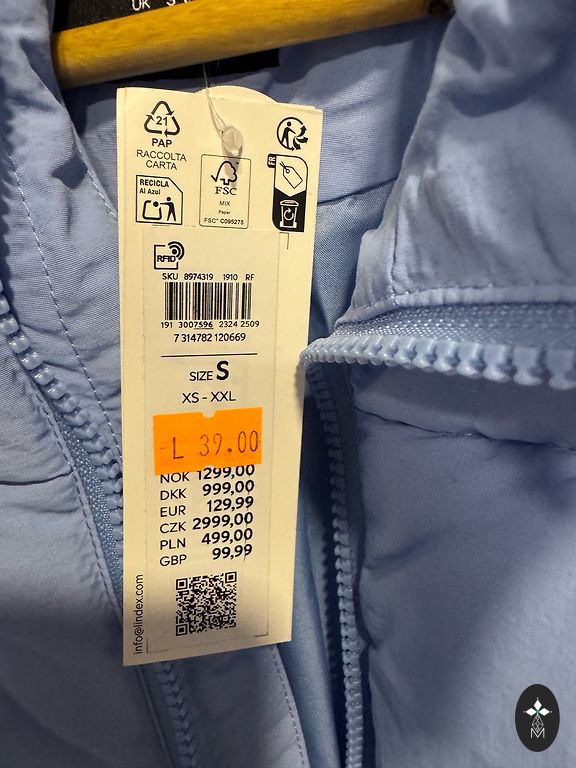 UK S
21
PAP
RACCOLTA
CARTA
FR
RECICLA
Al Azul
FSC
MIX
Paper
FSC™ C095275
RFID
SKU 8974319 1910 RF
191 3007596 2324 2509
7 314782 120669
SIZE S
XS - XXL
L 39.00
NOK 1299,00
DKK 999,00
EUR 129,99
CZK 2999,00
PLN 499,00
GBP 99,99
info@lindex.com
M